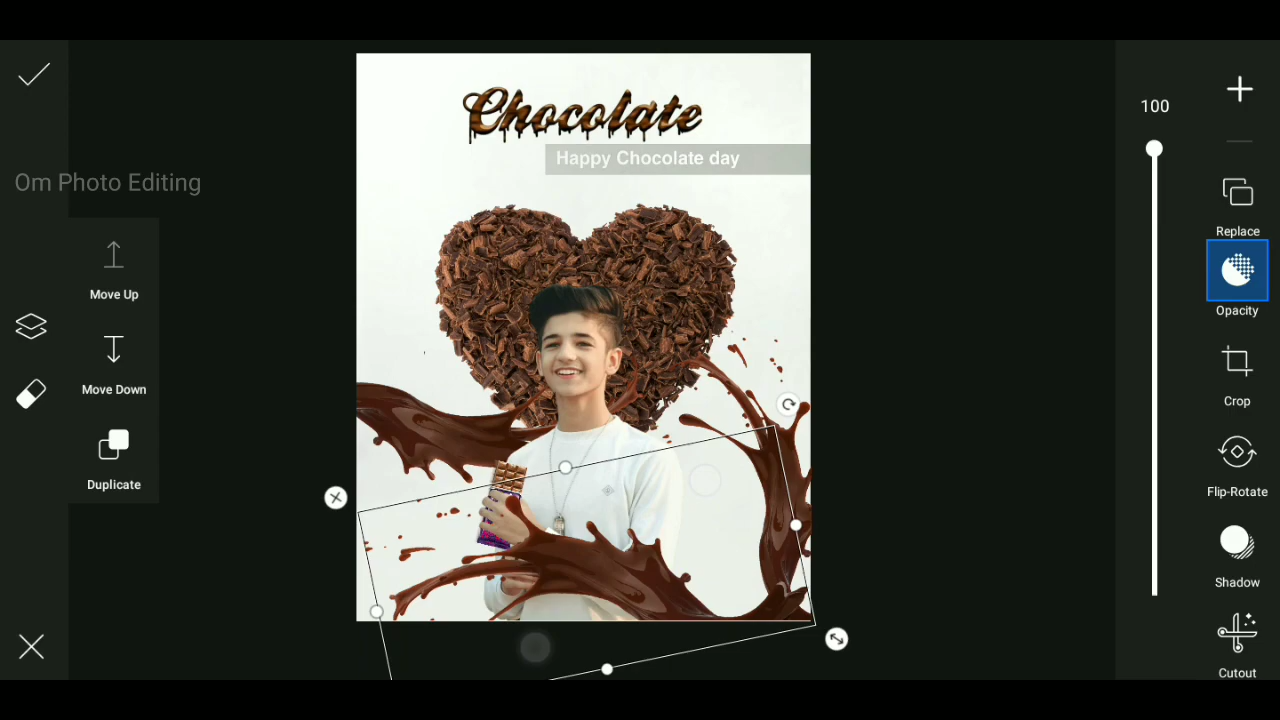 100
Chocolate
Happy Chocolate day
Om Photo Editing
Replace
Move Up
Opacity
Move Down
Crop
Duplicate
Flip-Rotate
Shadow
Cutout